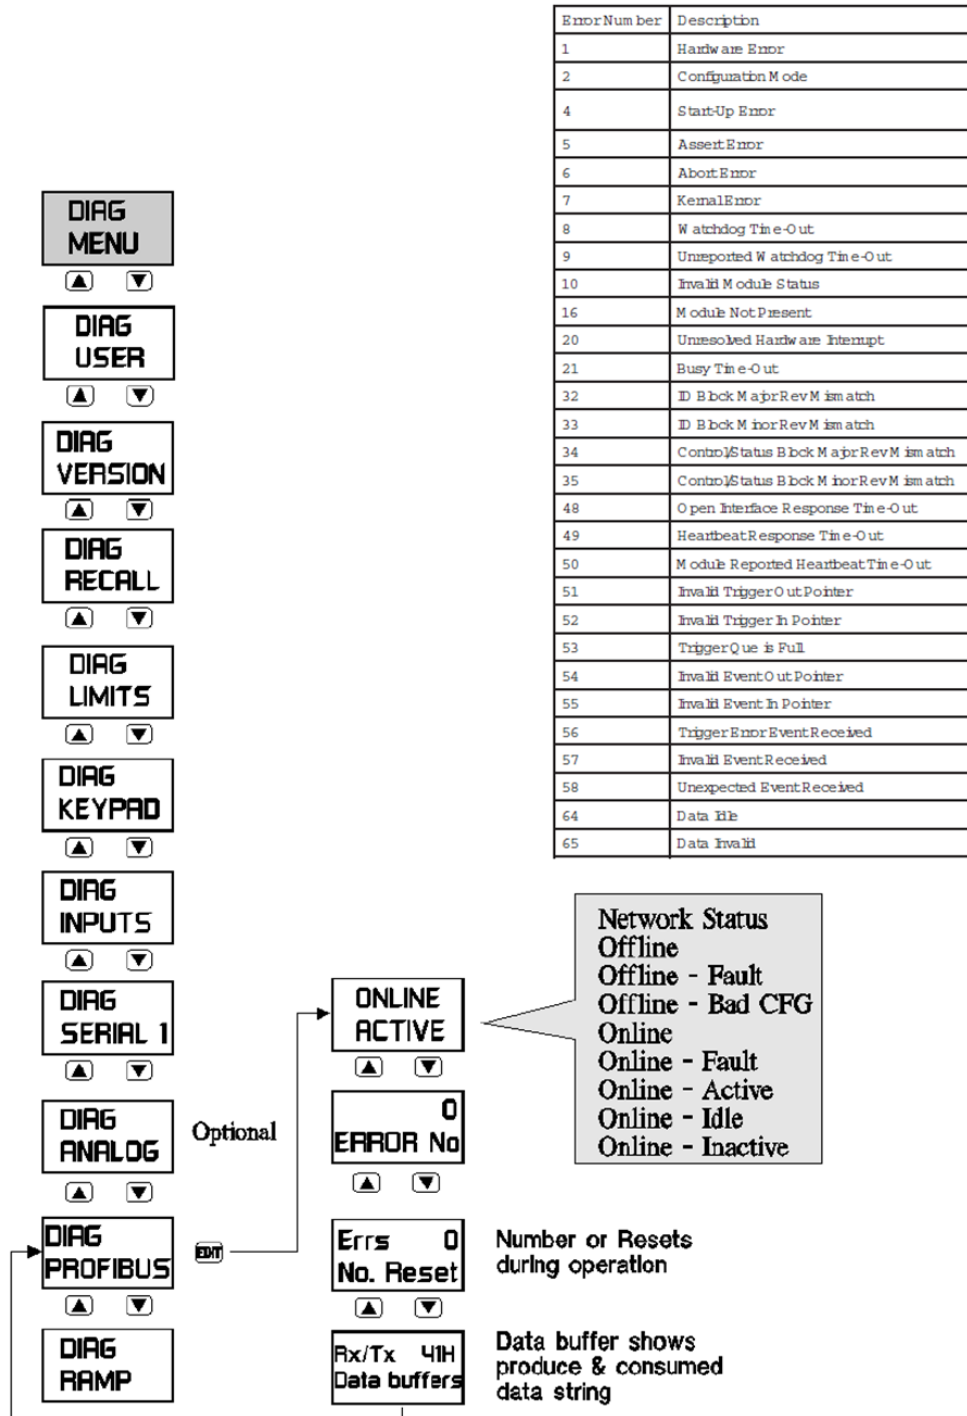 Error Number Description
1 Hardware Error
2 Configuration Mode
4 Start-Up Error
5 Assert Error
6 Abort Error
7 Kernal Error
8 Watchdog Time-Out
9 Unreported Watchdog Time-Out
10 Invalid Module Status
16 Module Not Present
20 Unresolved Hardware Interrupt
21 Busy Time-Out
32 ID Block Major Rev Mismatch
33 ID Block Minor Rev Mismatch
34 Control/Status Block Major Rev Mismatch
35 Control/Status Block Minor Rev Mismatch
48 Open Interface Response Time-Out
49 Heartbeat Response Time-Out
50 Module Reported Heartbeat Time-Out
51 Invalid Trigger Out Pointer
52 Invalid Trigger In Pointer
53 Trigger Que is Full
54 Invalid Event Out Pointer
55 Invalid Event In Pointer
56 Trigger Error Event Received
57 Invalid Event Received
58 Unexpected Event Received
64 Data Idle
65 Data Invalid
DIAG
MENU
DIAG
USER
DIAG
VERSION
DIAG
RECALL
DIAG
LIMITS
DIAG
KEYPAD
DIAG
INPUTS
DIAG
SERIAL 1
DIAG
ANALOG
Optional
DIAG
PROFIBUS
EDIT
DIAG
RAMP
ONLINE
ACTIVE
0
ERROR No
Errs 0
No. Reset
Rx/Tx 41H
Data buffers
Network Status
Offline
Offline - Fault
Offline - Bad CFG
Online
Online - Fault
Online - Active
Online - Idle
Online - Inactive
Number or Resets
during operation
Data buffer shows
produce & consumed
data string